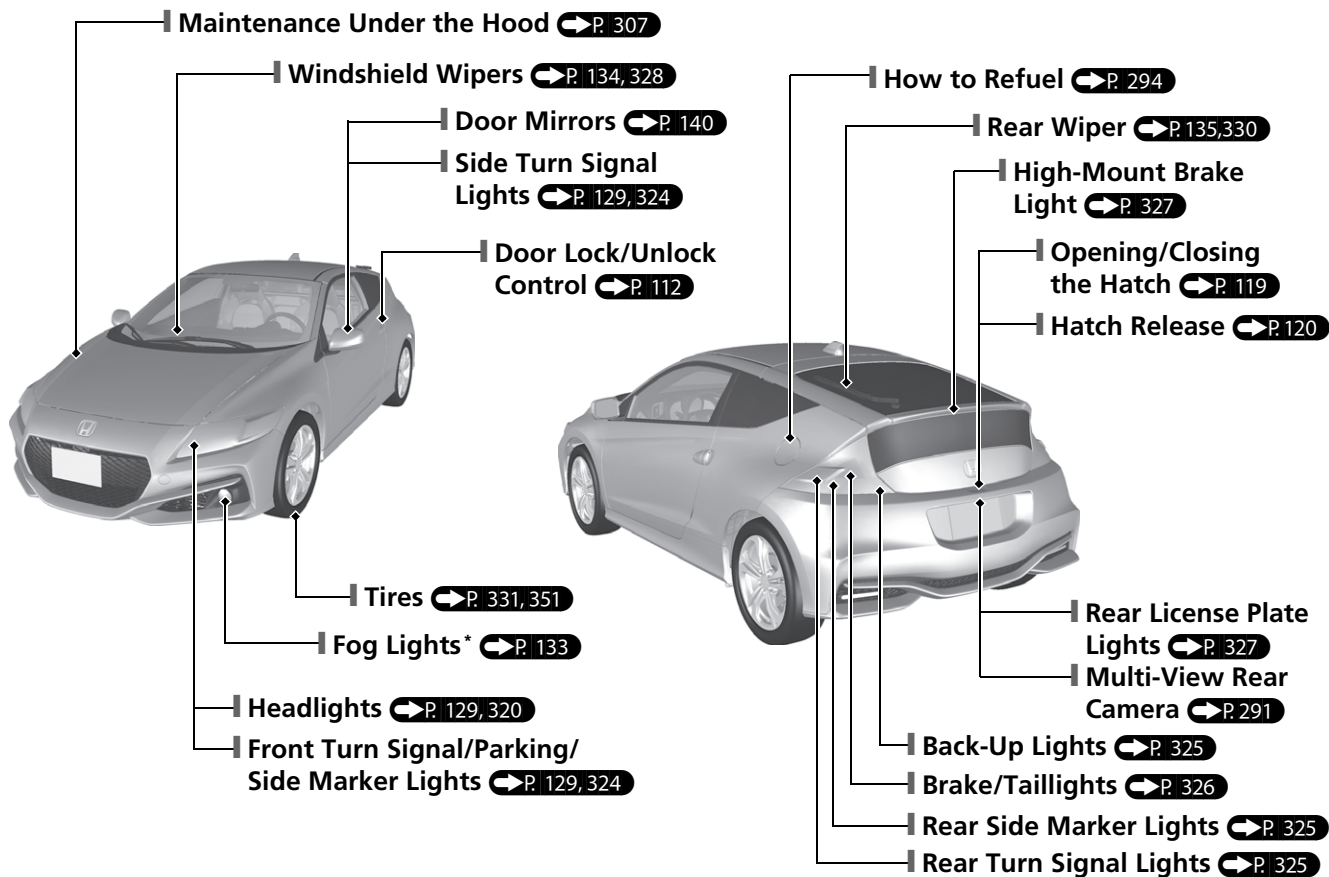 Maintenance Under the Hood P. 307
Windshield Wipers P. 134, 328
Door Mirrors P. 140
Side Turn Signal
Lights P. 129, 324
Door Lock/Unlock
Control P. 112
Tires P. 331, 351
Fog Lights* P. 133
Headlights P. 129, 320
Front Turn Signal/Parking/
Side Marker Lights P. 129, 324
How to Refuel P. 294
Rear Wiper P. 135,330
High-Mount Brake
Light P. 327
Opening/Closing
the Hatch P. 119
Hatch Release P. 120
Rear License Plate
Lights P. 327
Multi-View Rear
Camera P. 291
Back-Up Lights P. 325
Brake/Taillights P. 326
Rear Side Marker Lights P. 325
Rear Turn Signal Lights P. 325